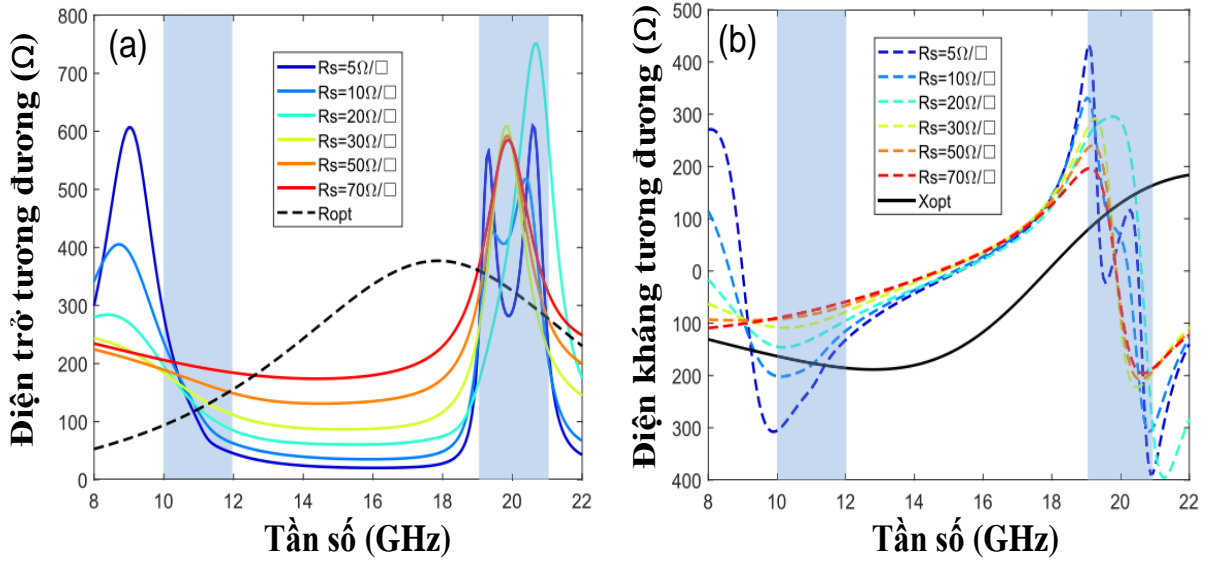 (a)
Điện trở tương đương (Ω)
800
700
600
500
400
300
200
100
0
Rs=5Ω/□
Rs=10Ω/□
Rs=20Ω/□
Rs=30Ω/□
Rs=50Ω/□
Rs=70Ω/□
Ropt
8 10 12 14 16 18 20 22
Tần số (GHz)
(b)
Điện kháng tương đương (Ω)
500
400
300
200
100
0
100
200
300
400
Rs=5Ω/□
Rs=10Ω/□
Rs=20Ω/□
Rs=30Ω/□
Rs=50Ω/□
Rs=70Ω/□
Xopt
8 10 12 14 16 18 20 22
Tần số (GHz)